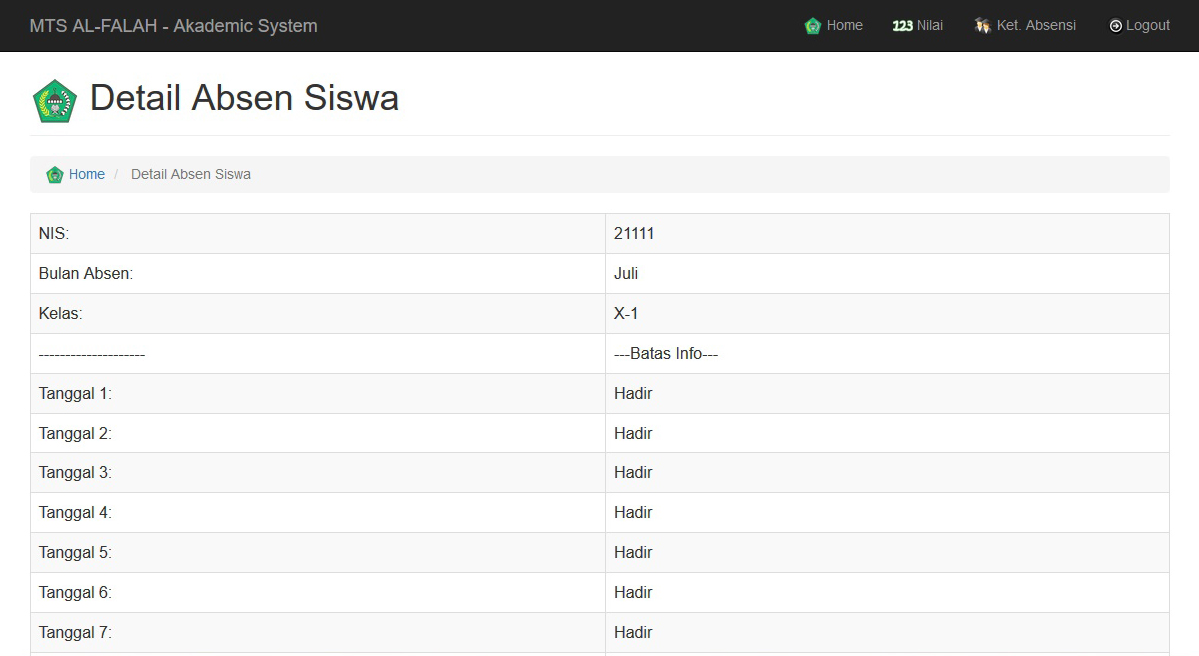 MTS AL-FALAH - Akademic System Home 123 Nilai Ket. Absensi Logout
Detail Absen Siswa
Home / Detail Absen Siswa
NIS: 21111
Bulan Absen: Juli
Kelas: X-1
-------------------- ---Batas Info---
Tanggal 1: Hadir
Tanggal 2: Hadir
Tanggal 3: Hadir
Tanggal 4: Hadir
Tanggal 5: Hadir
Tanggal 6: Hadir
Tanggal 7: Hadir